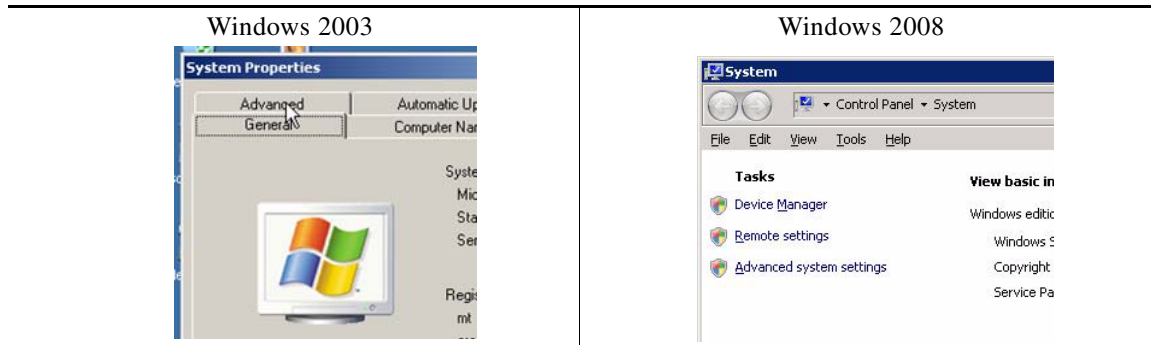 Windows 2003
System Properties
Advanced
Automatic Up
General
Computer Nar
Syste
Mic
Sta
Ser
Regis
mt
Windows 2008
System
Control Panel System
File Edit View Tools Help
Tasks
Device Manager
Remote settings
Advanced system settings
View basic in
Windows editic
Windows S
Copyright
Service Pa